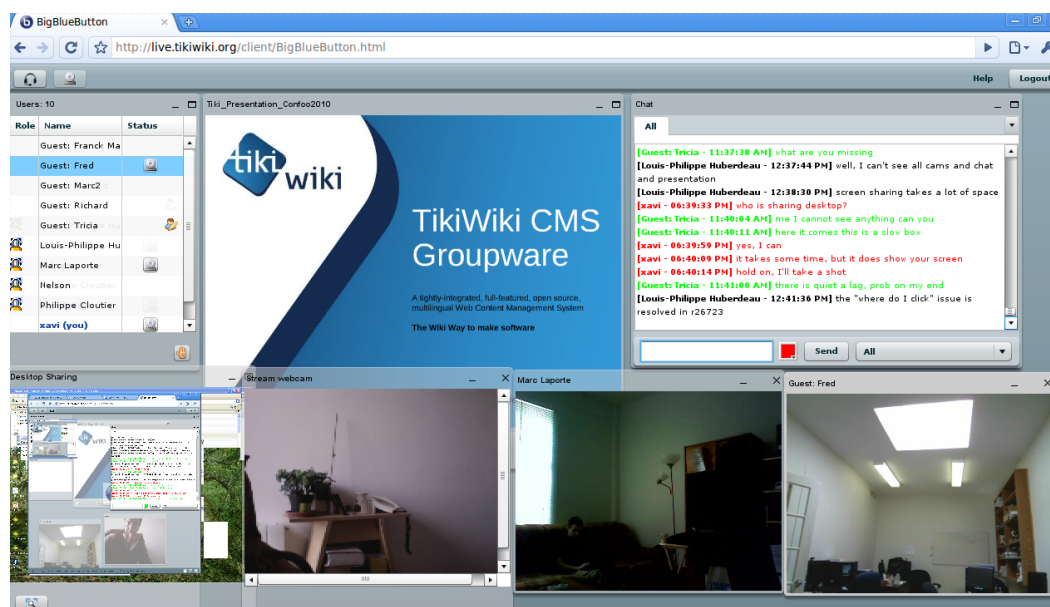 BigBlueButton
http://live.tikiwiki.org/client/BigBlueButton.html
Help
Logout
Users: 10
Role Name Status
Guest: Franck Ma
Guest: Fred
Guest: Marc2
Guest: Richard
Guest: Tricia
Louis-Philippe Hu
Marc Laporte
Nelson
Philippe Cloutier
xavi (you)
Tiki_Presentation_Confoo2010
tiki
wiki
TikiWiki CMS
Groupware
A tightly-integrated, full-featured, open source,
multilingual Web Content Management System
The Wiki Way to make software
Chat
All
[Guest: Tricia - 11:37:38 AM] what are you missing
[Louis-Philippe Huberdeau - 12:37:44 PM] well, I can't see all cams and chat
and presentation
[Louis-Philippe Huberdeau - 12:38:30 PM] screen sharing takes a lot of space
[xavi - 06:39:33 PM] who is sharing desktop?
[Guest: Tricia - 11:40:04 AM] me I cannot see anything can you
[Guest: Tricia - 11:40:11 AM] here it comes this is a slow box
[xavi - 06:39:59 PM] yes, I can
[xavi - 06:40:09 PM] it takes some time, but it does show your screen
[xavi - 06:40:14 PM] hold on, I'll take a shot
[Guest: Tricia - 11:41:00 AM] there is quiet a lag, prob on my end
[Louis-Philippe Huberdeau - 12:41:36 PM] the "where do I click" issue is
resolved in r26723
Send
All
Desktop Sharing
Stream webcam
Marc Laporte
Guest: Fred